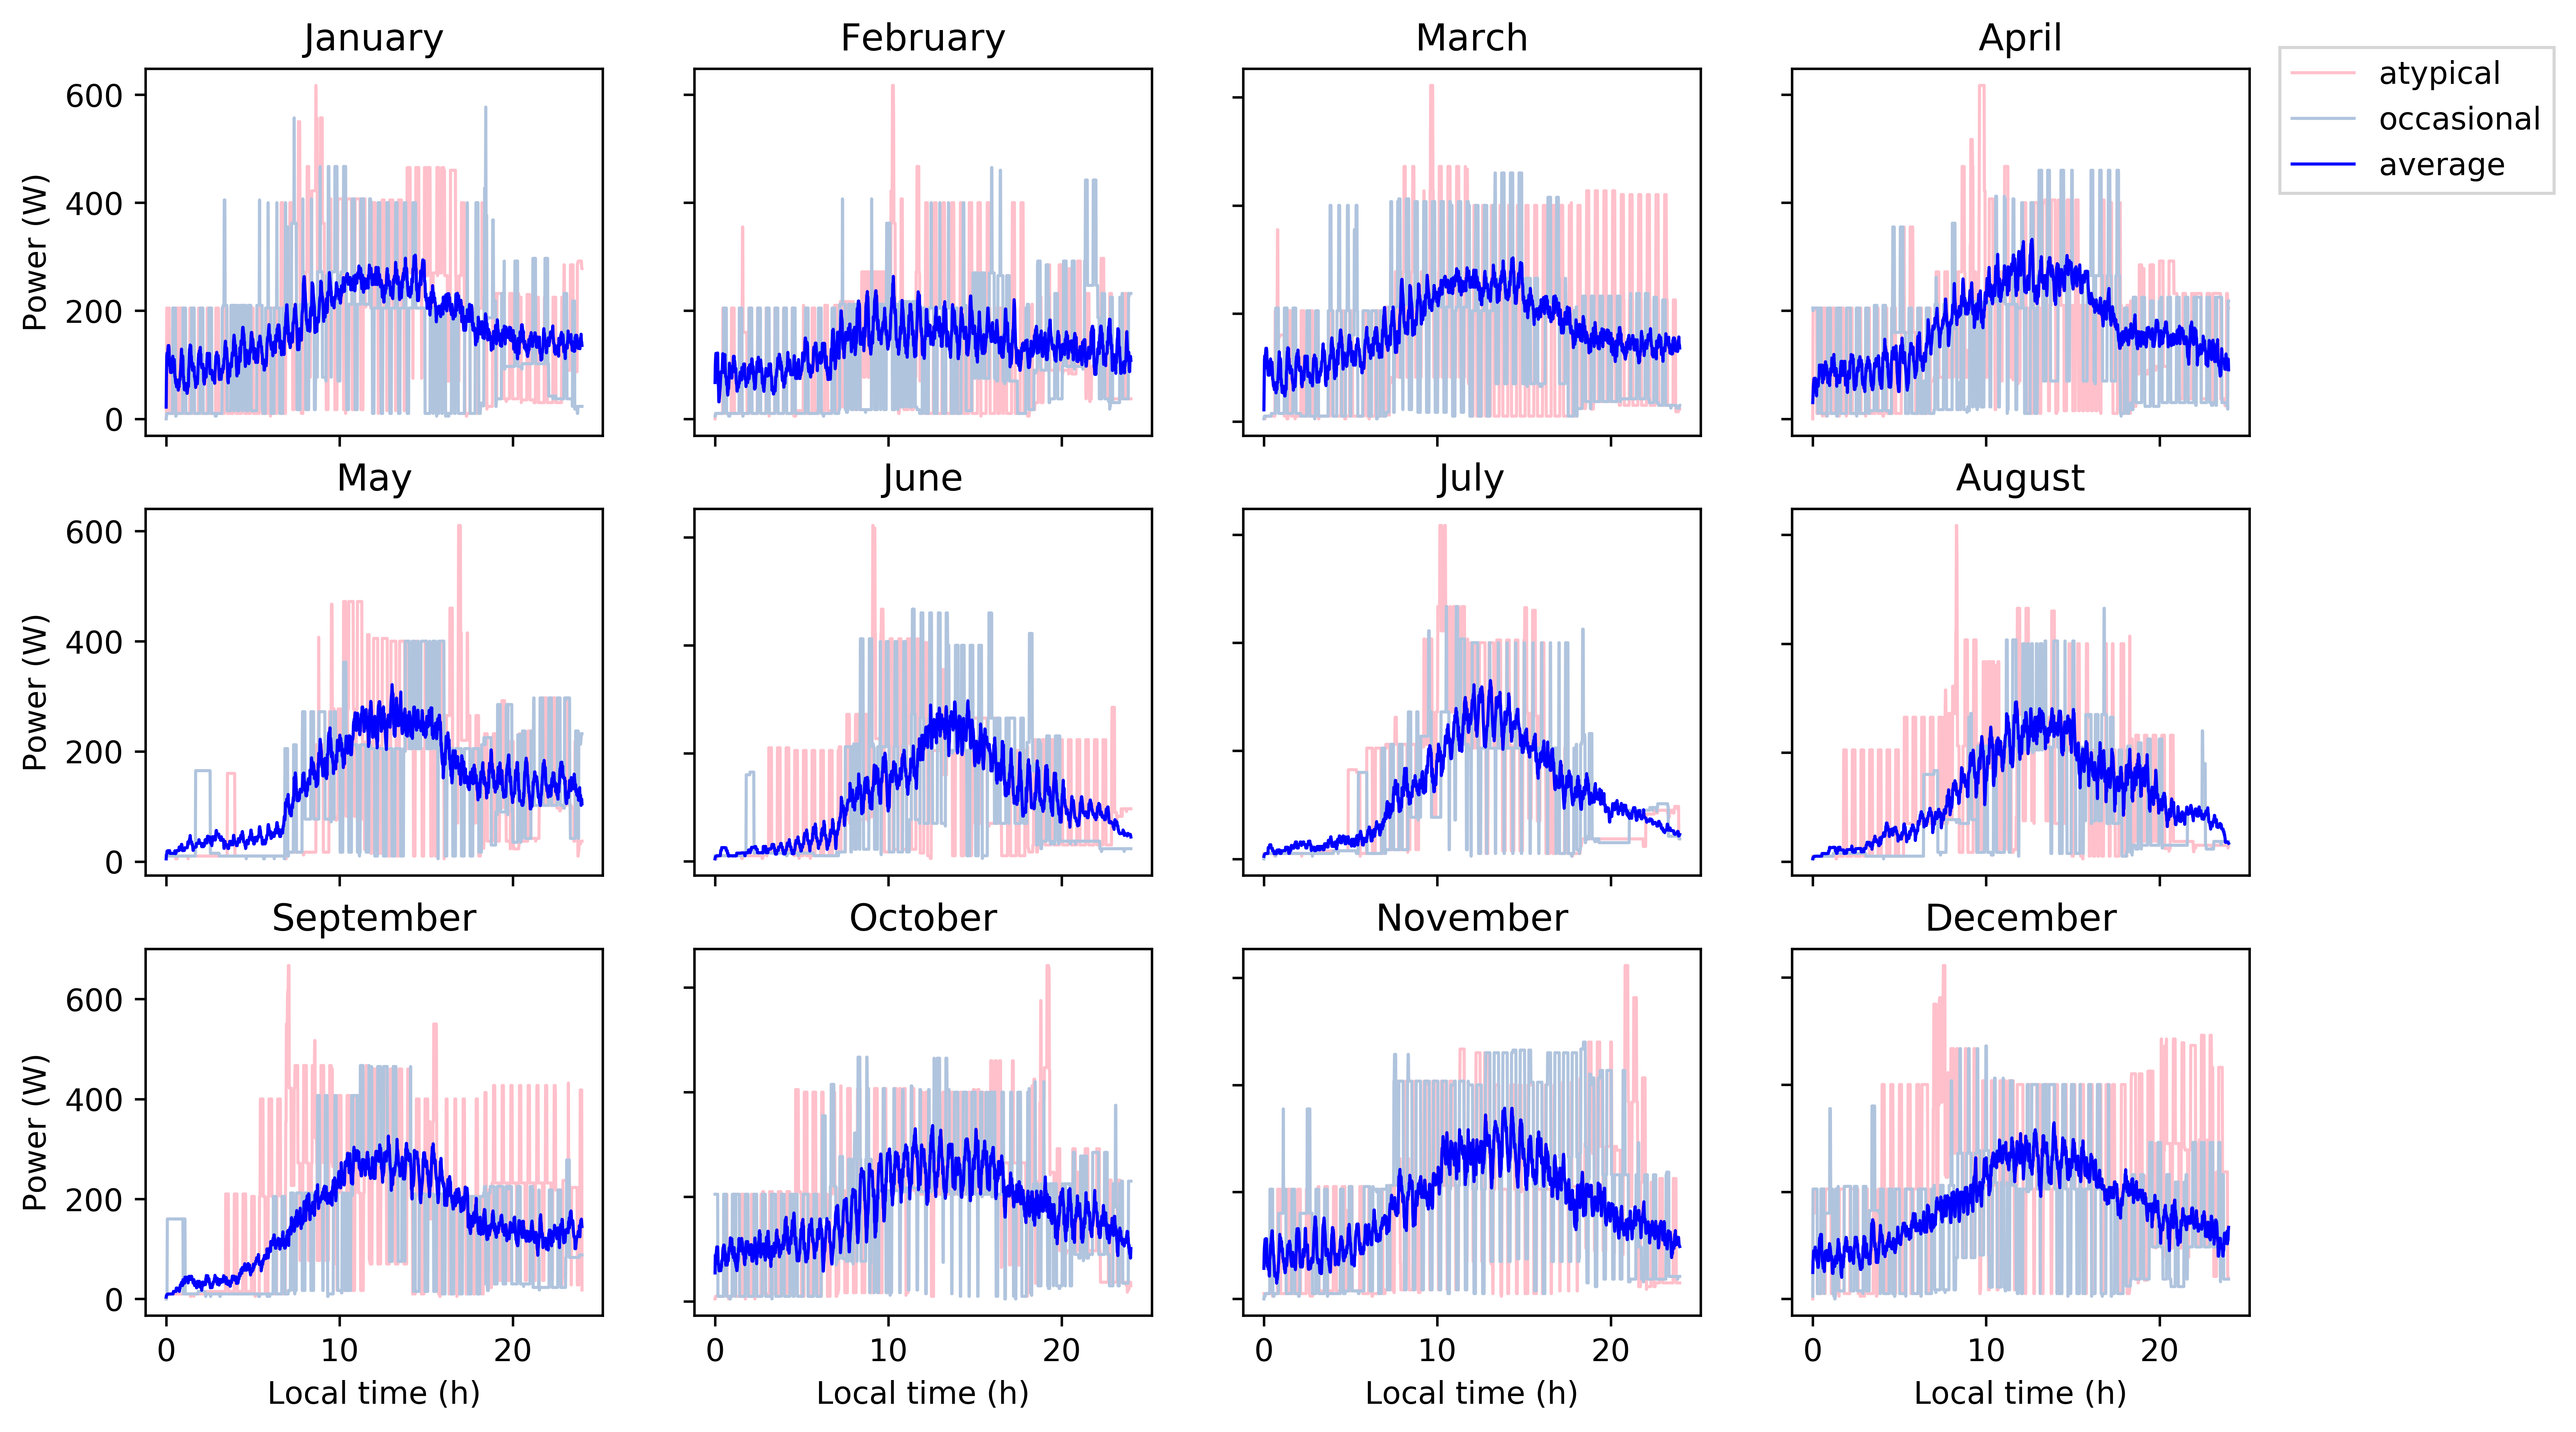 January
February
March
April
atypical
occasional
average
Power (W)
600
400
200
0
May
June
July
August
Power (W)
600
400
200
0
September
October
November
December
Power (W)
600
400
200
0
0 10 20
0 10 20
0 10 20
0 10 20
Local time (h)
Local time (h)
Local time (h)
Local time (h)